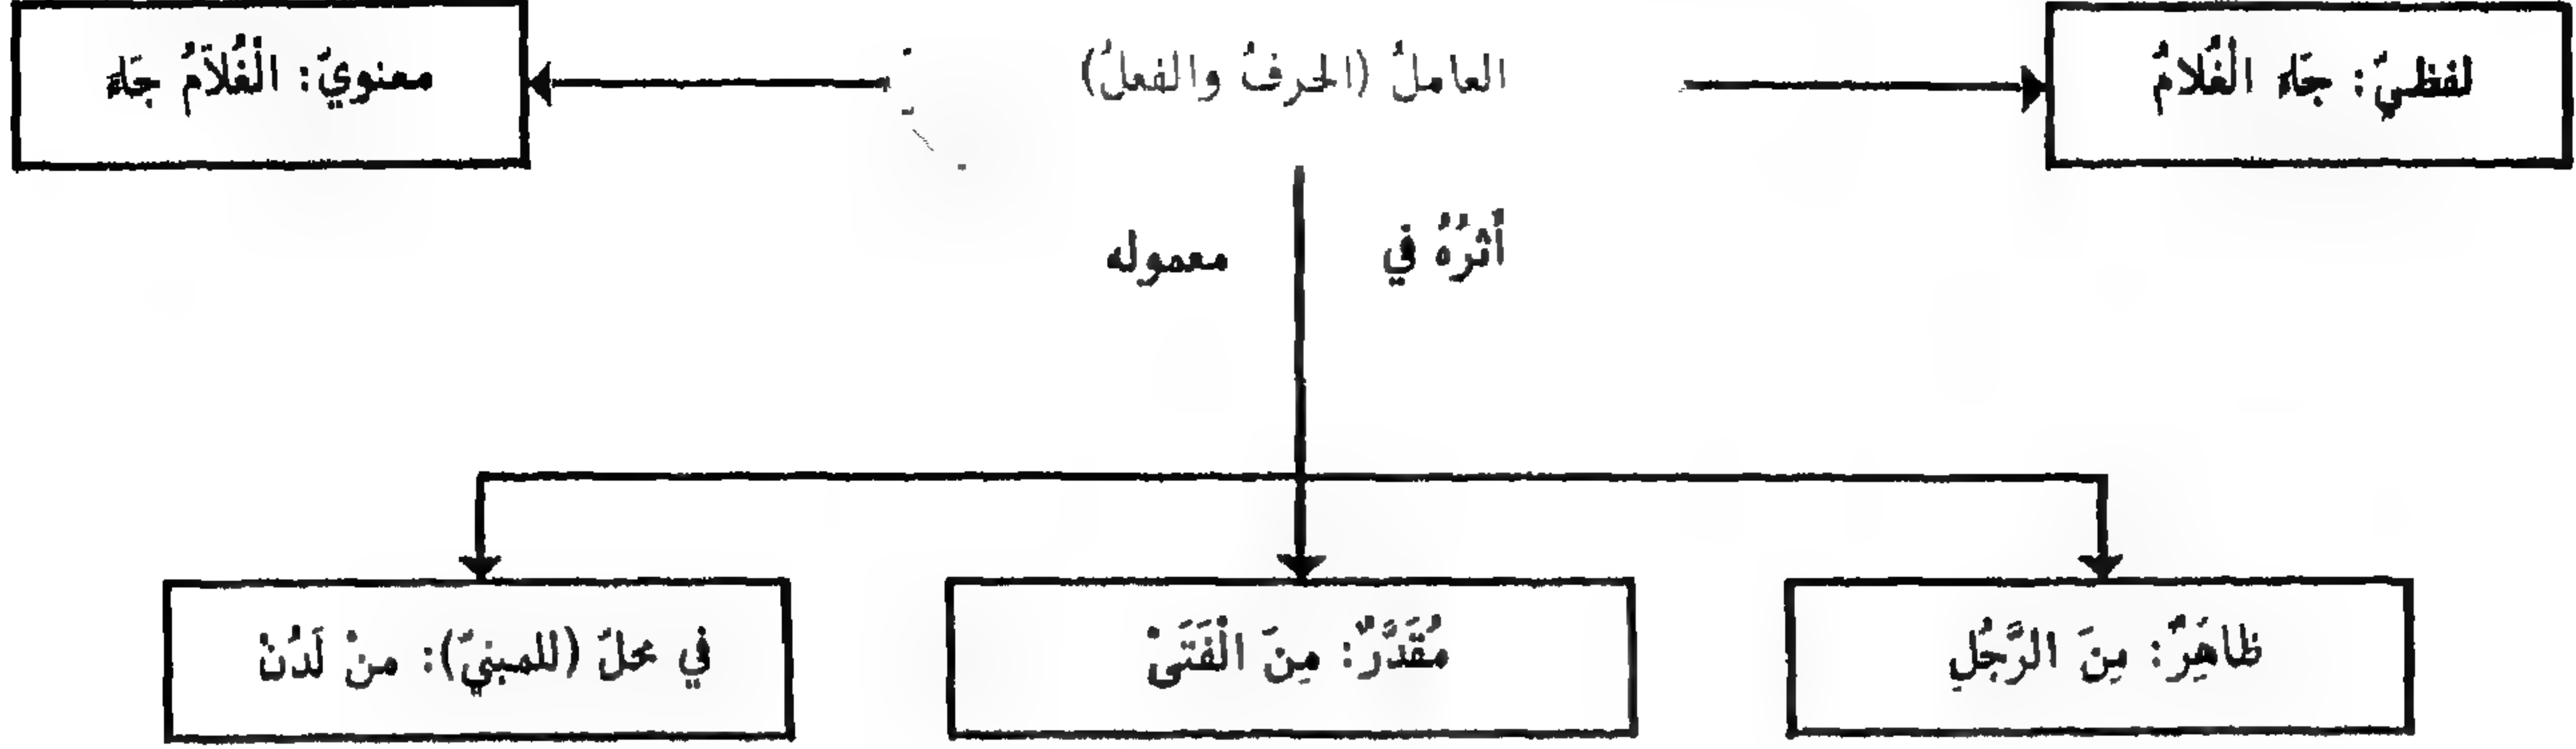 لفظيّ: جَاءَ الْغُلَامُ
العاملُ (الحرفُ والفعلُ)
معنويّ: الْغُلَامُ جَاءَ
أثرُهُ في معموله
ظاهَرٌ: مِنَ الرَّجُلِ
مُقَدَّرٌ: مِنَ الْفَتَىْ
في محلّ (للمبنيّ): منْ لَدُنْ